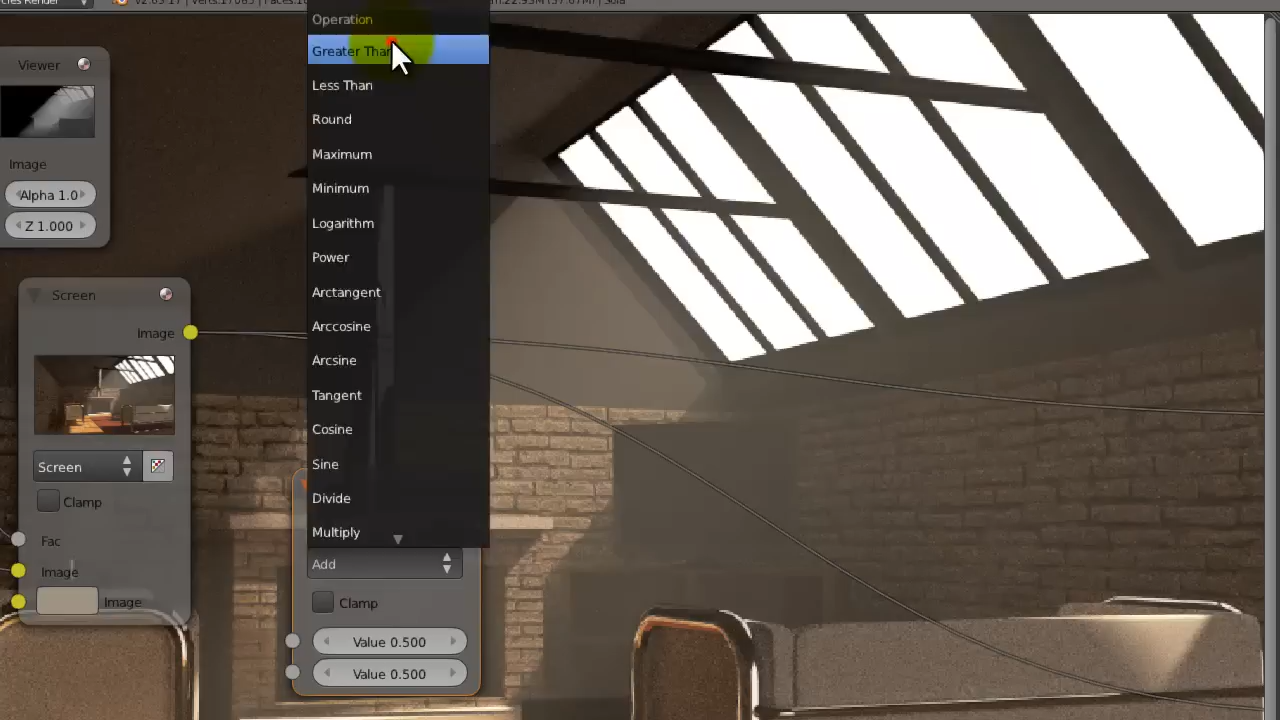 Operation
Viewer
Greater Than
Less Than
Round
Maximum
Image
Minimum
Alpha 1.0
Z 1.000
Logarithm
Power
Screen
Arctangent
Image
Arccosine
Arcsine
Tangent
Cosine
Screen
Sine
Clamp
Divide
Multiply
Fac
Add
Image
Image
Clamp
Value 0.500
Value 0.500